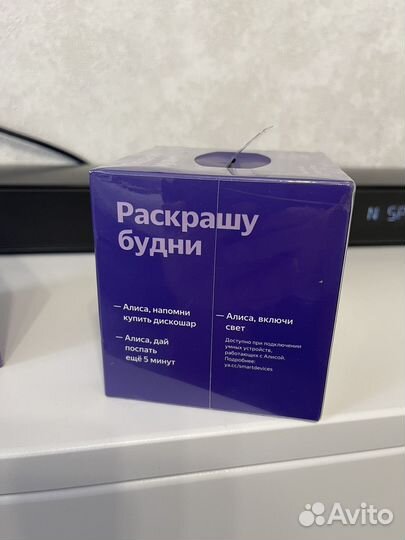 Раскрашу
будни
— Алиса, напомни
купить дискошар
— Алиса, дай
поспать
ещё 5 минут
— Алиса, включи
свет
Доступно при подключении
умных устройств,
работающих с Алисой.
Подробнее:
ya.cc/smartdevices
N SP
Avito